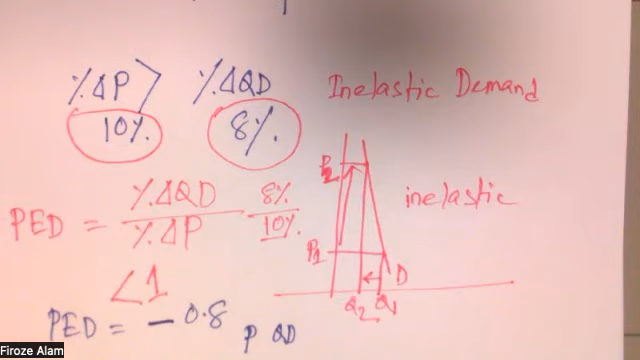 %ΔP > %ΔQD Inelastic Demand
10%. 8%.
P2
PED = %ΔQD / %ΔP 8% / 10%. inelastic
P1
<1 D
Q2 Q1
PED = -0.8 P QD
Firoze Alam